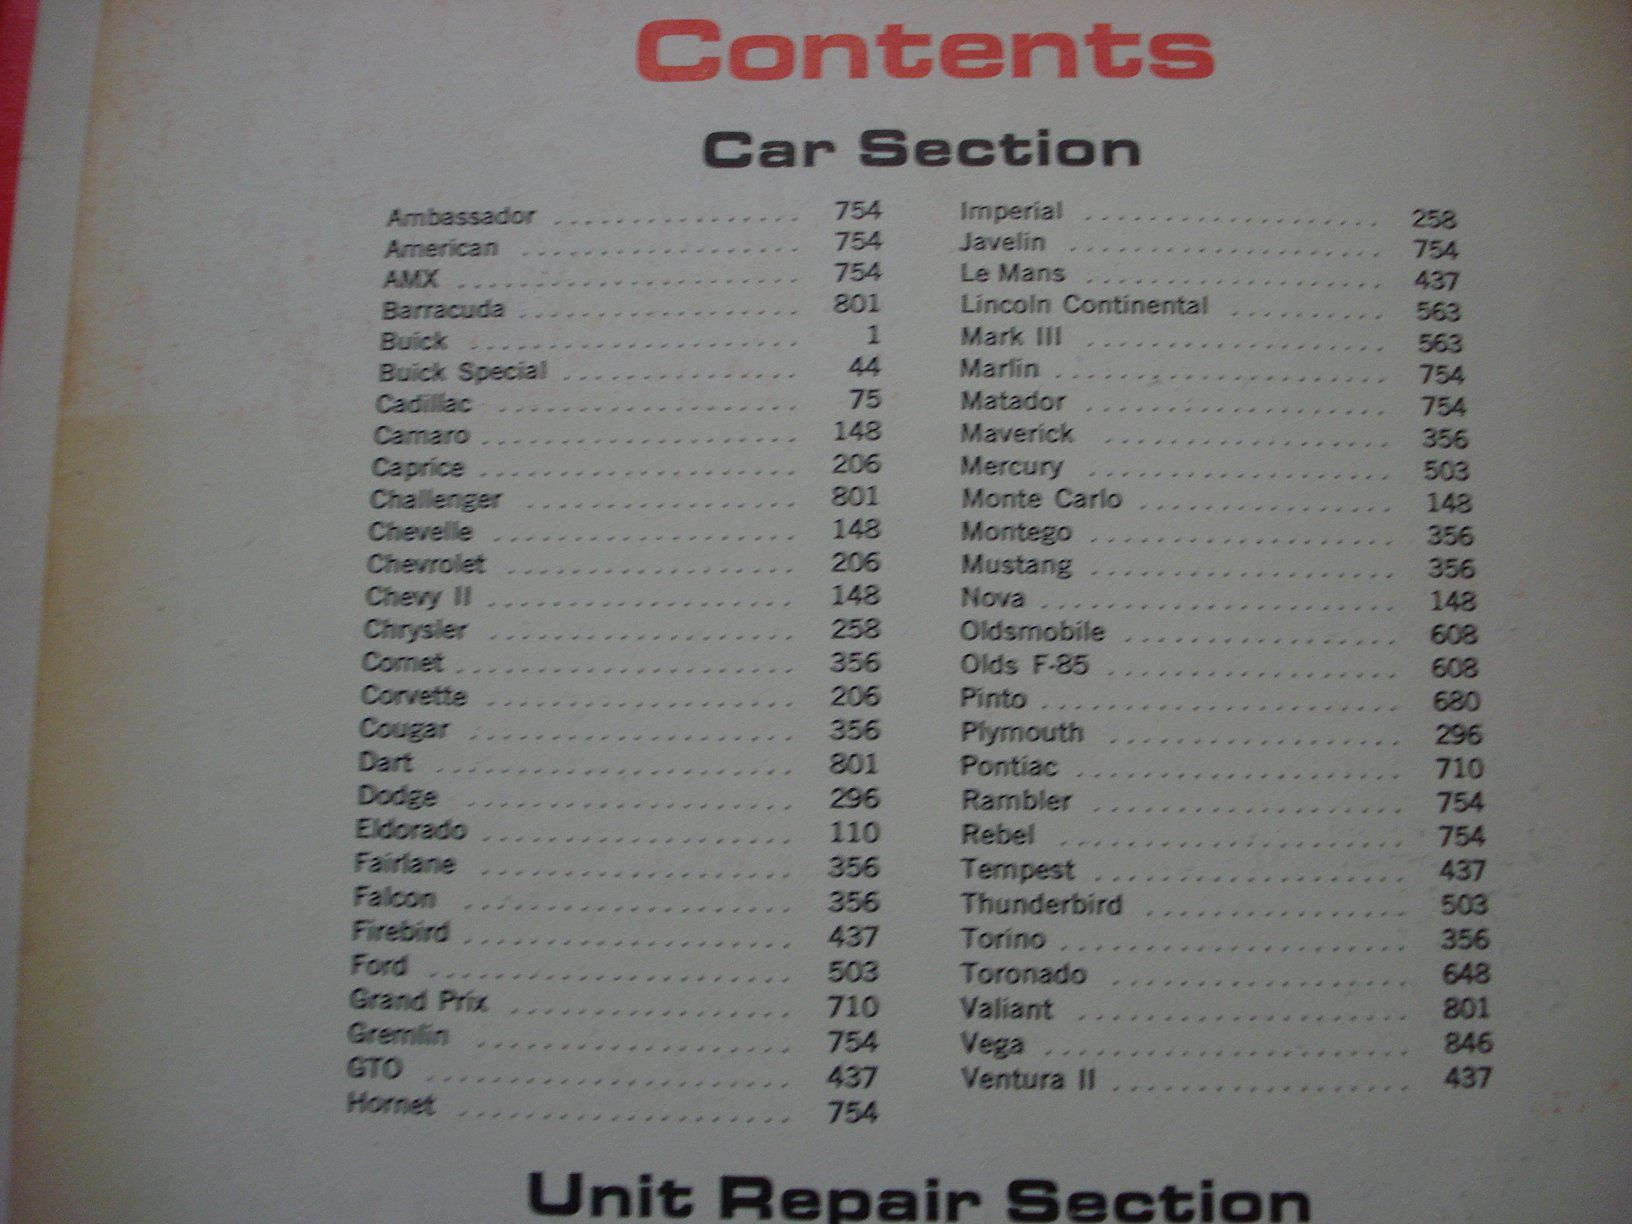 Contents
Car Section
Ambassador 754
American 754
AMX 754
Barracuda 801
Buick 1
Buick Special 44
Cadillac 75
Camaro 148
Caprice 206
Challenger 801
Chevelle 148
Chevrolet 206
Chevy II 148
Chrysler 258
Comet 356
Corvette 206
Cougar 356
Dart 801
Dodge 296
Eldorado 110
Fairlane 356
Falcon 356
Firebird 437
Ford 503
Grand Prix 710
Gremlin 754
GTO 437
Hornet 754
Imperial 258
Javelin 754
Le Mans 437
Lincoln Continental 563
Mark III 563
Marlin 754
Matador 754
Maverick 356
Mercury 503
Monte Carlo 148
Montego 356
Mustang 356
Nova 148
Oldsmobile 608
Olds F-85 608
Pinto 680
Plymouth 296
Pontiac 710
Rambler 754
Rebel 754
Tempest 437
Thunderbird 503
Torino 356
Toronado 648
Valiant 801
Vega 846
Ventura II 437
Unit Repair Section